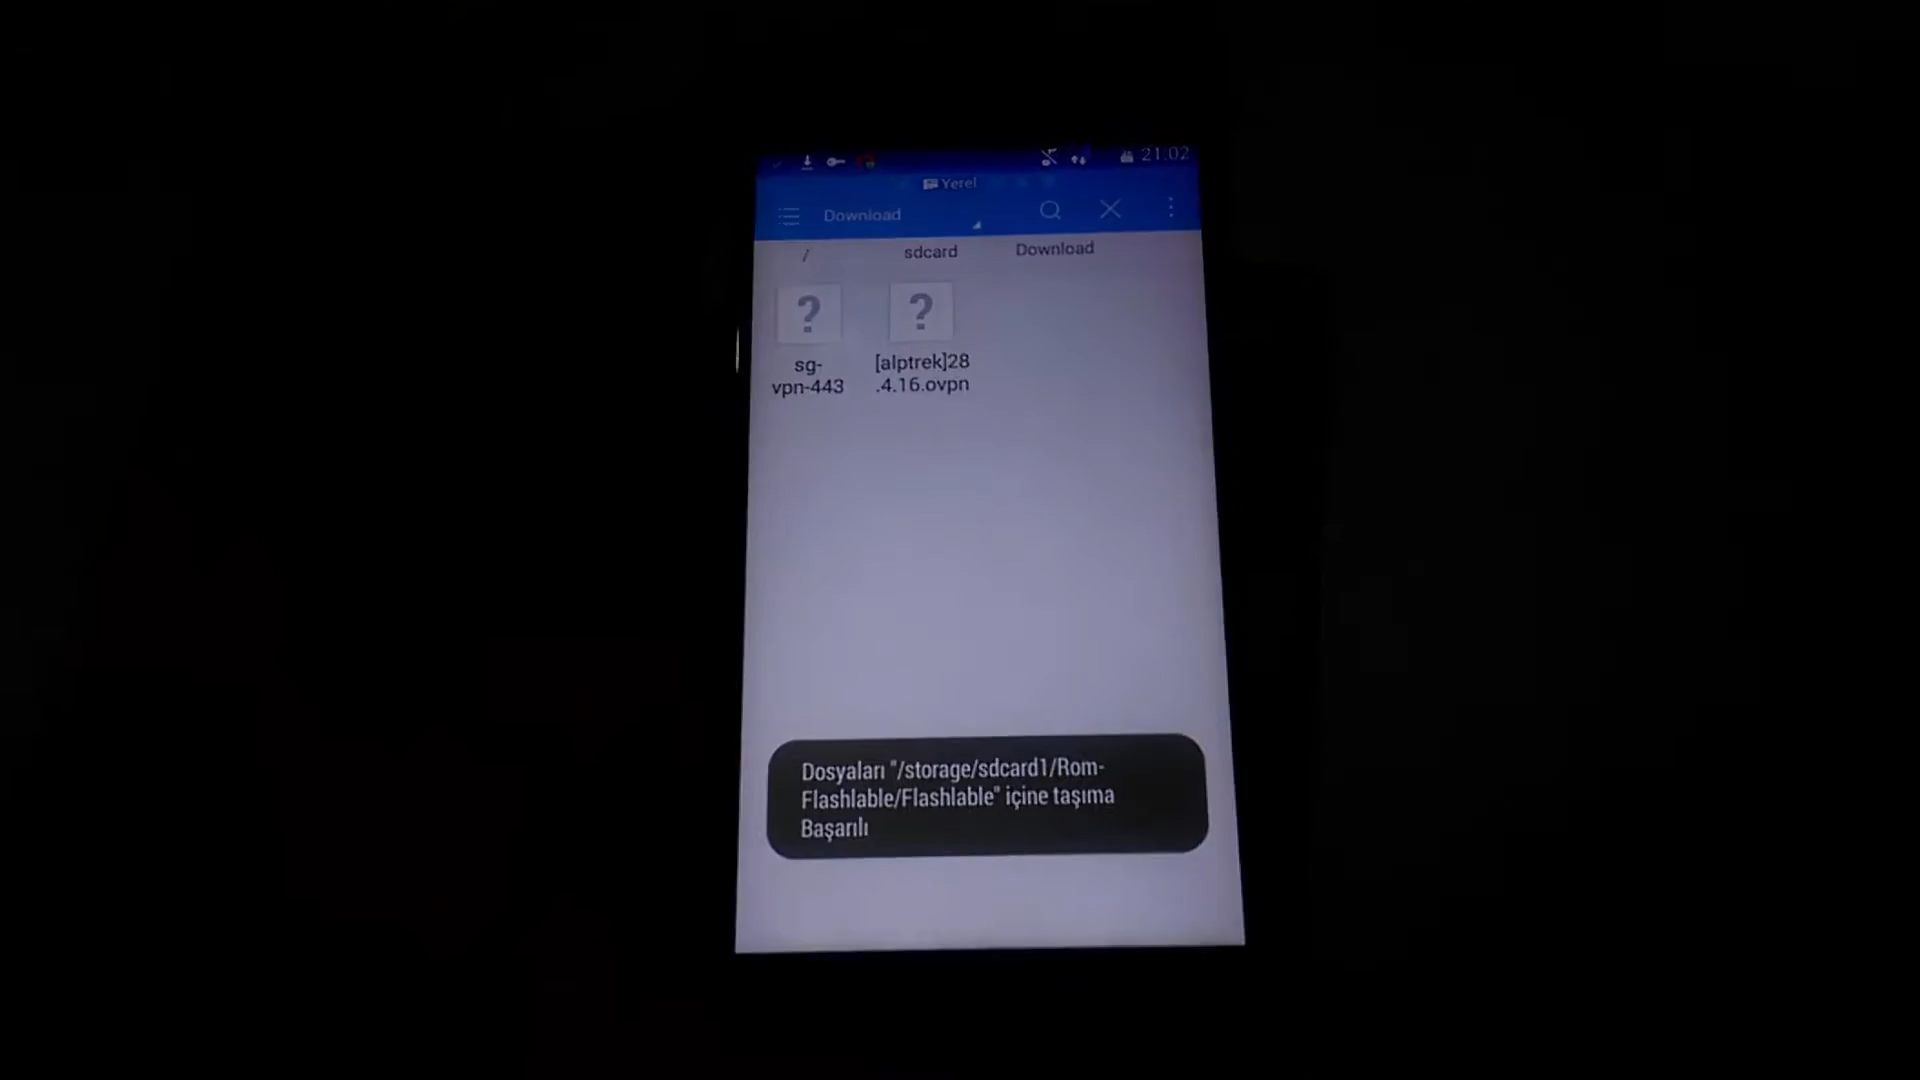 21:02
Yerel
Download
/ sdcard Download
? ?
sg-
vpn-443
[alptrek]28
.4.16.ovpn
Dosyaları "/storage/sdcard1/Rom-
Flashlable/Flashlable" içine taşıma
Başarılı